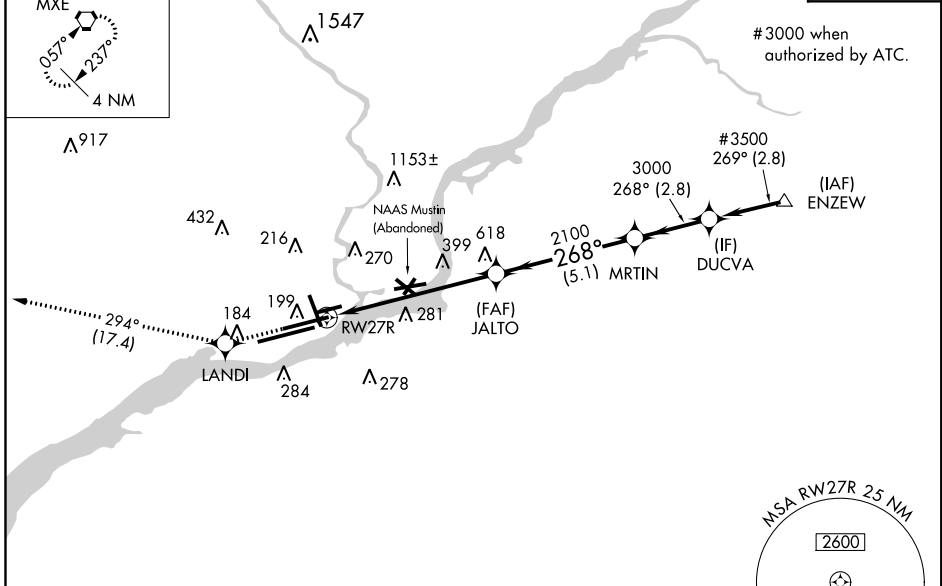 MXE
057°
237°
4 NM
1547
#3000 when
authorized by ATC.
917
1153±
NAAS Mustin
(Abandoned)
#3500
269° (2.8)
3000
268° (2.8)
(IAF)
ENZEW
432
216
270
399
618
2100
268°
(5.1)
MRTIN
(IF)
DUCVA
294°
(17.4)
184
199
RW27R
281
(FAF)
JALTO
LANDI
284
278
MSA RW27R 25 NM
2600